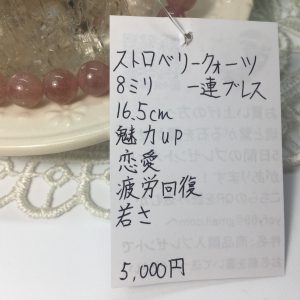 ストロベリークォーツ
8ミリ 一連ブレス
16.5cm
魅力up
恋愛
疲労回復
若さ
5,000円